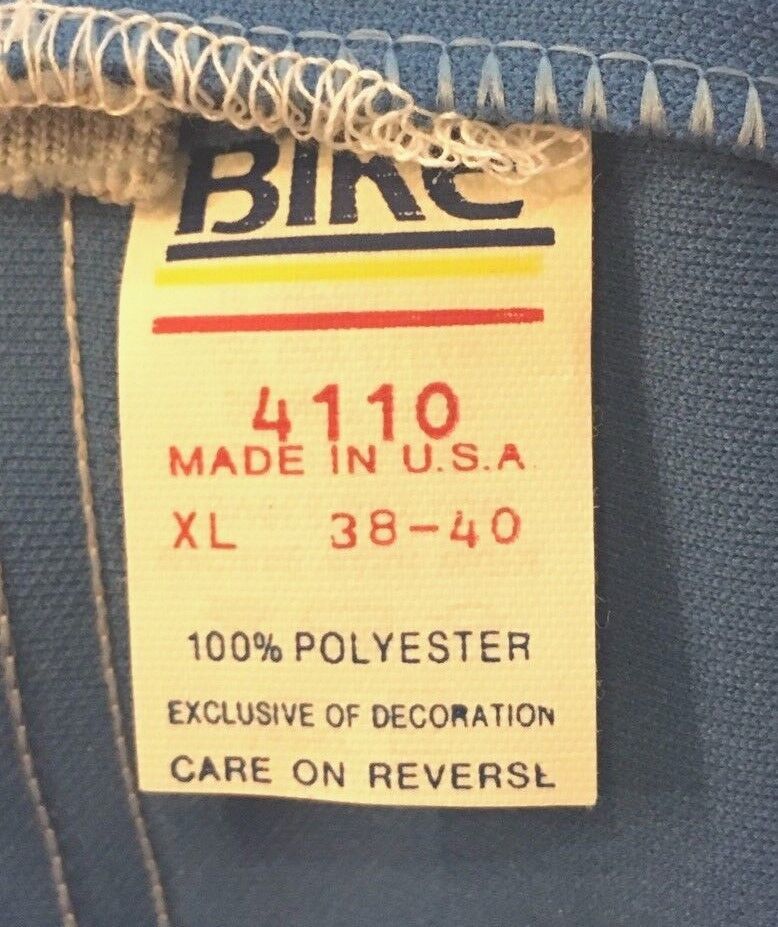 BIKE
4110
MADE IN U.S.A.
XL 38-40
100% POLYESTER
EXCLUSIVE OF DECORATION
CARE ON REVERSE